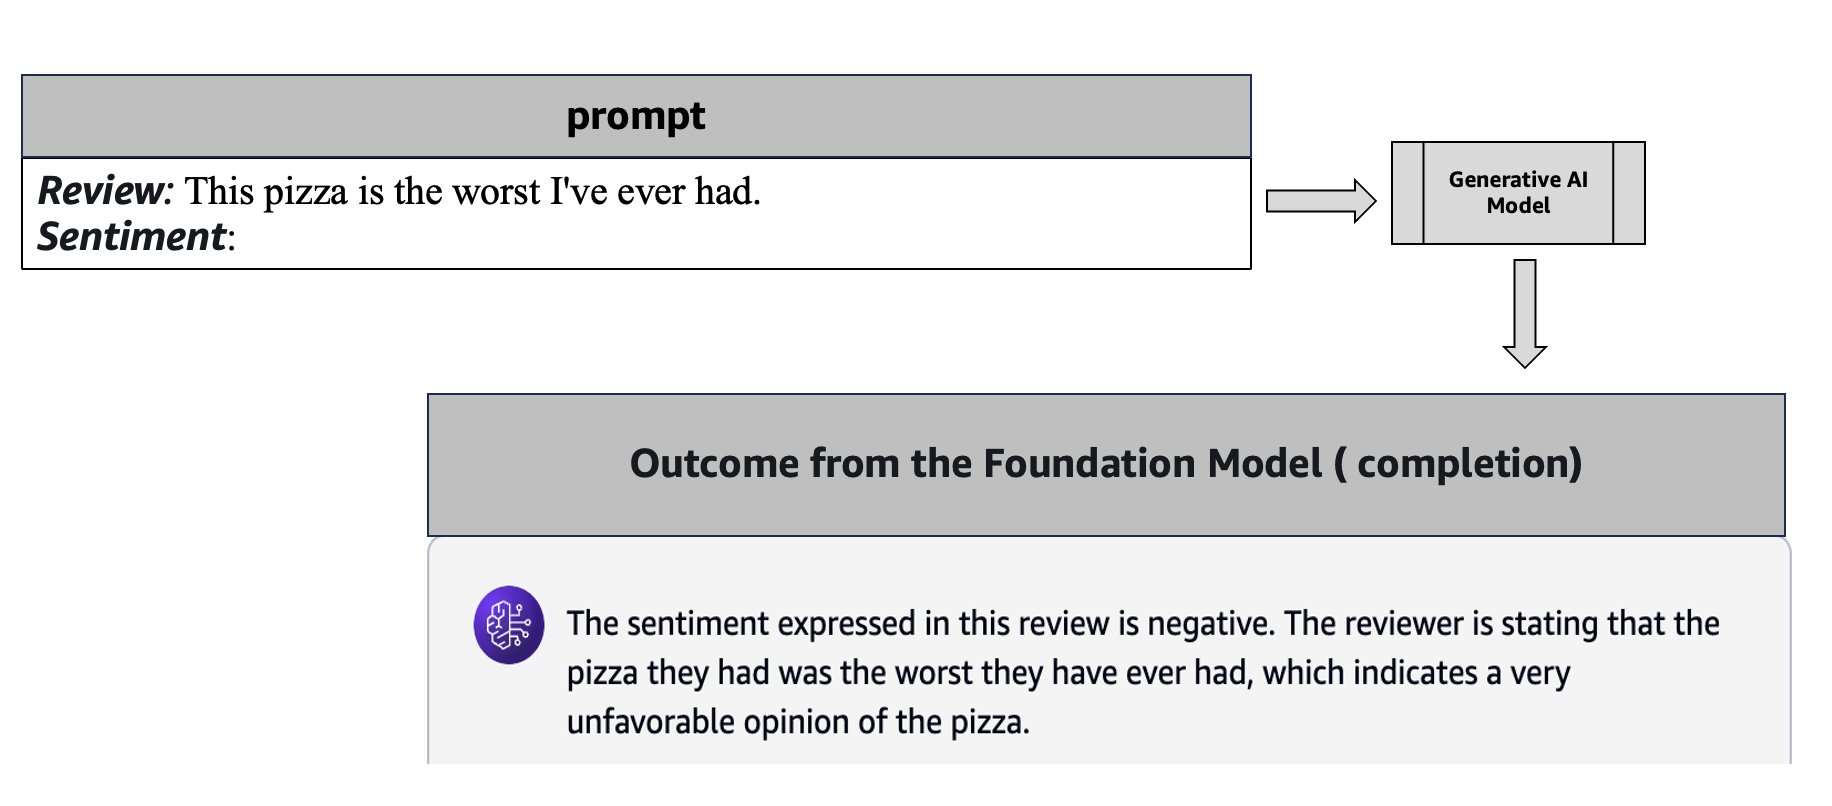 prompt
Review: This pizza is the worst I've ever had.
Sentiment:
Generative AI
Model
Outcome from the Foundation Model ( completion)
The sentiment expressed in this review is negative. The reviewer is stating that the
pizza they had was the worst they have ever had, which indicates a very
unfavorable opinion of the pizza.